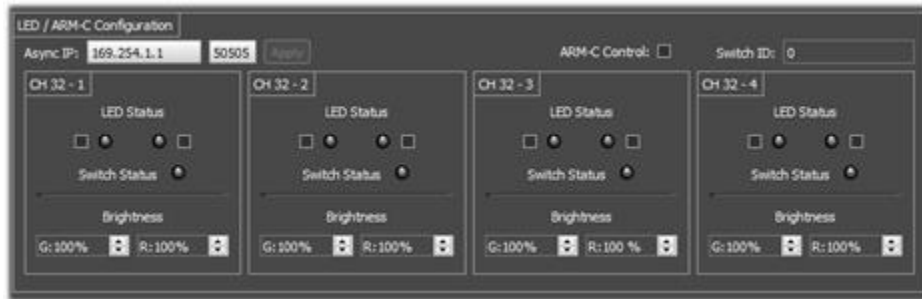 LED / ARM-C Configuration
Async IP: 169.254.1.1 50505 Apply ARM-C Control: Switch ID: 0
CH 32 - 1 CH 32 - 2 CH 32 - 3 CH 32 - 4
LED Status LED Status LED Status LED Status
Switch Status Switch Status Switch Status Switch Status
Brightness Brightness Brightness Brightness
G:100% R:100% G:100% R:100% G:100% R:100 % G:100% R:100%